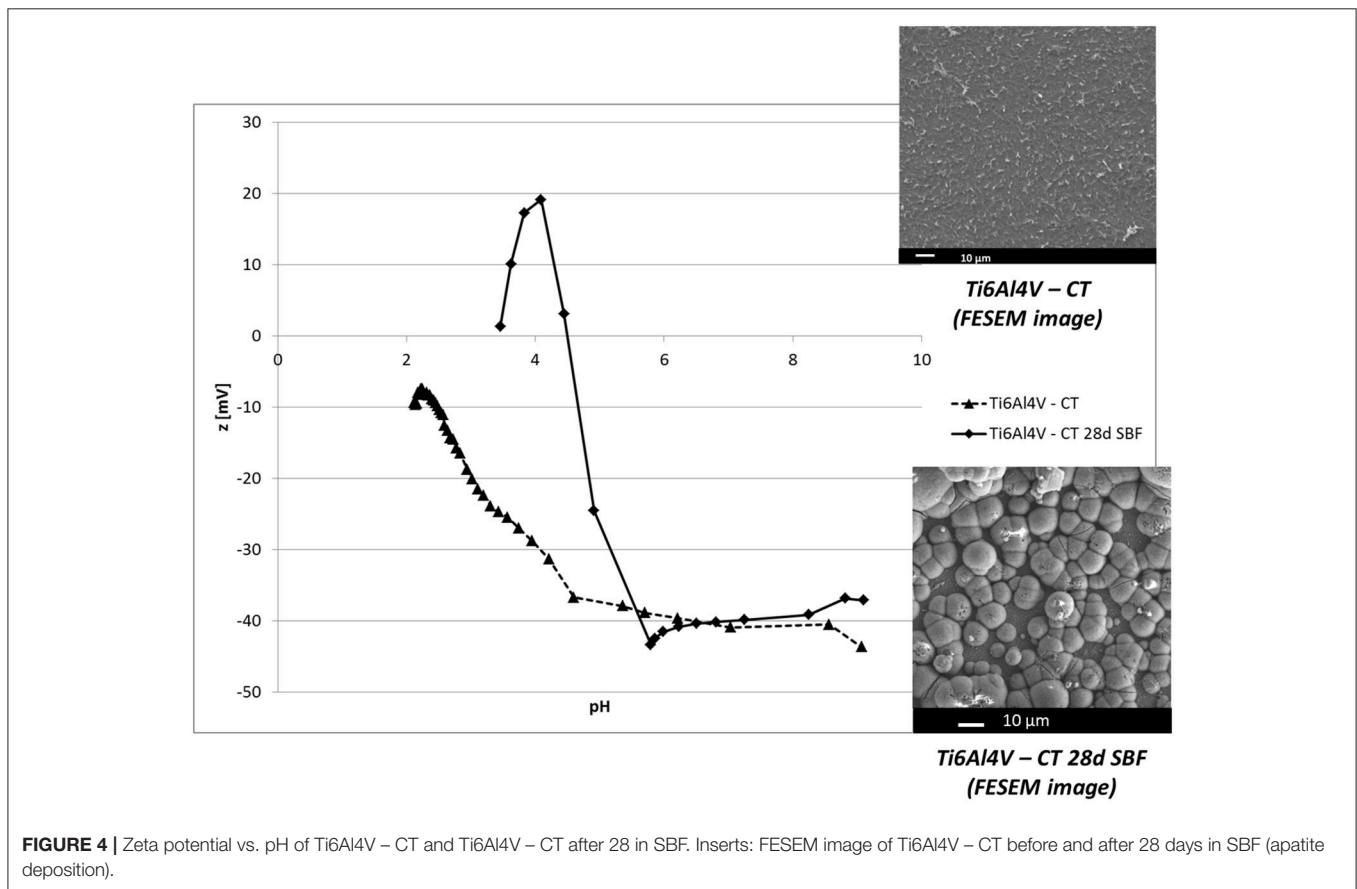 10 µm
Ti6Al4V – CT
(FESEM image)
30
20
10
0
-10
-20
-30
-40
-50
0
2
4
6
8
10
z [mV]
pH
Ti6Al4V - CT
Ti6Al4V - CT 28d SBF
10 µm
Ti6Al4V – CT 28d SBF
(FESEM image)
FIGURE 4 | Zeta potential vs. pH of Ti6Al4V – CT and Ti6Al4V – CT after 28 in SBF. Inserts: FESEM image of Ti6Al4V – CT before and after 28 days in SBF (apatite
deposition).